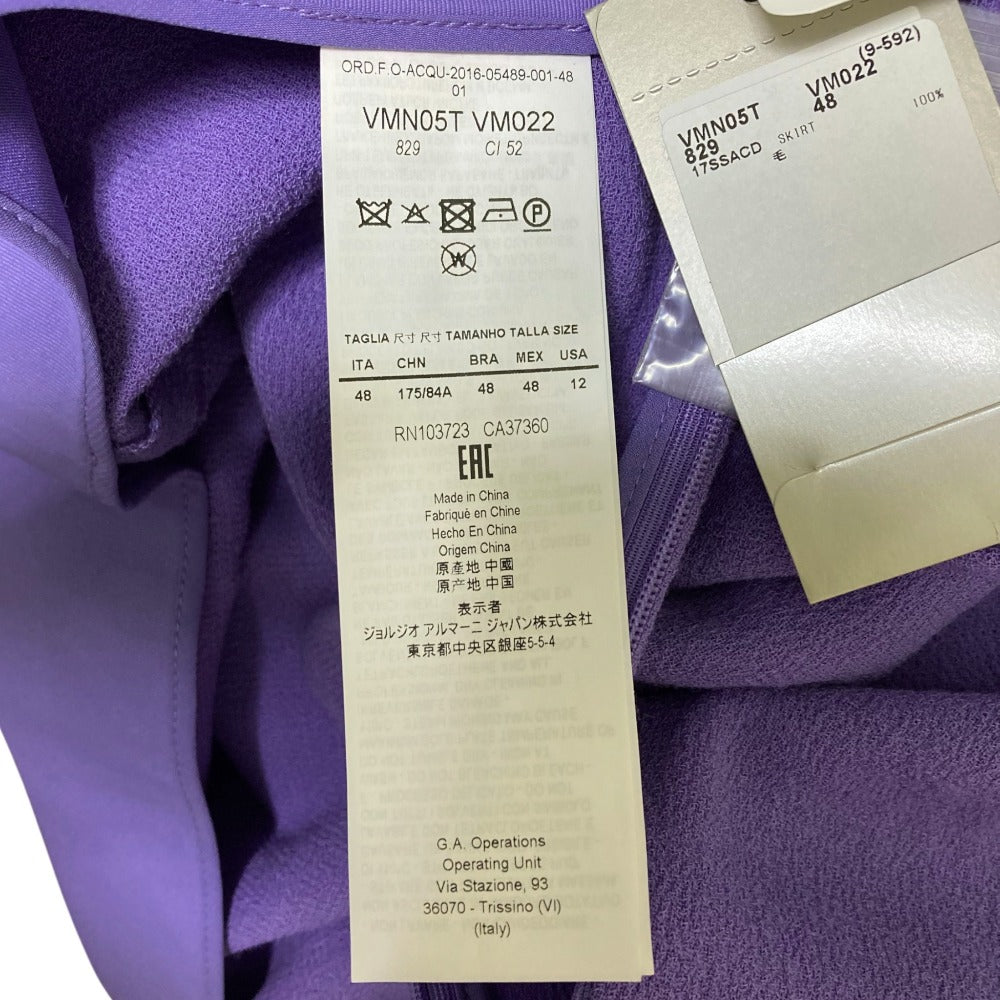 ORD.F.O-ACQU-2016-05489-001-48
01
VMN05T VM022
829 C/ 52
W
TAGLIA 尺寸 尺寸 TAMANHO TALLA SIZE
ITA CHN BRA MEX USA
48 175/84A 48 48 12
RN103723 CA37360
EAC
Made in China
Fabriqué en Chine
Hecho En China
Origem China
原產地 中國
原产地 中国
表示者
ジョルジオ アルマーニ ジャパン株式会社
東京都中央区銀座5-5-4
G.A. Operations
Operating Unit
Via Stazione, 93
36070 - Trissino (VI)
(Italy)
(9-592)
VMN05T VM022
829 48
17SSACD SKIRT
毛 100%